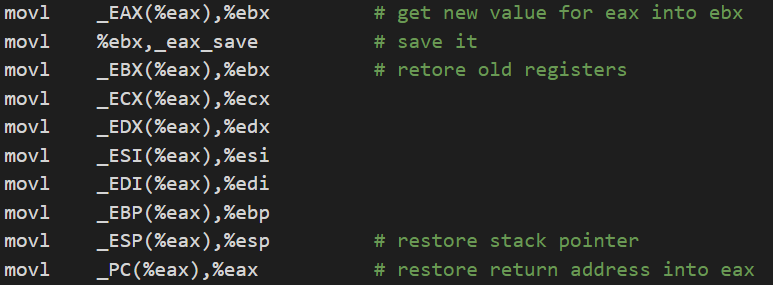 movl    _EAX(%eax),%ebx         # get new value for eax into ebx
movl    %ebx,_eax_save          # save it
movl    _EBX(%eax),%ebx         # retore old registers
movl    _ECX(%eax),%ecx
movl    _EDX(%eax),%edx
movl    _ESI(%eax),%esi
movl    _EDI(%eax),%edi
movl    _EBP(%eax),%ebp
movl    _ESP(%eax),%esp         # restore stack pointer
movl    _PC(%eax),%eax          # restore return address into eax